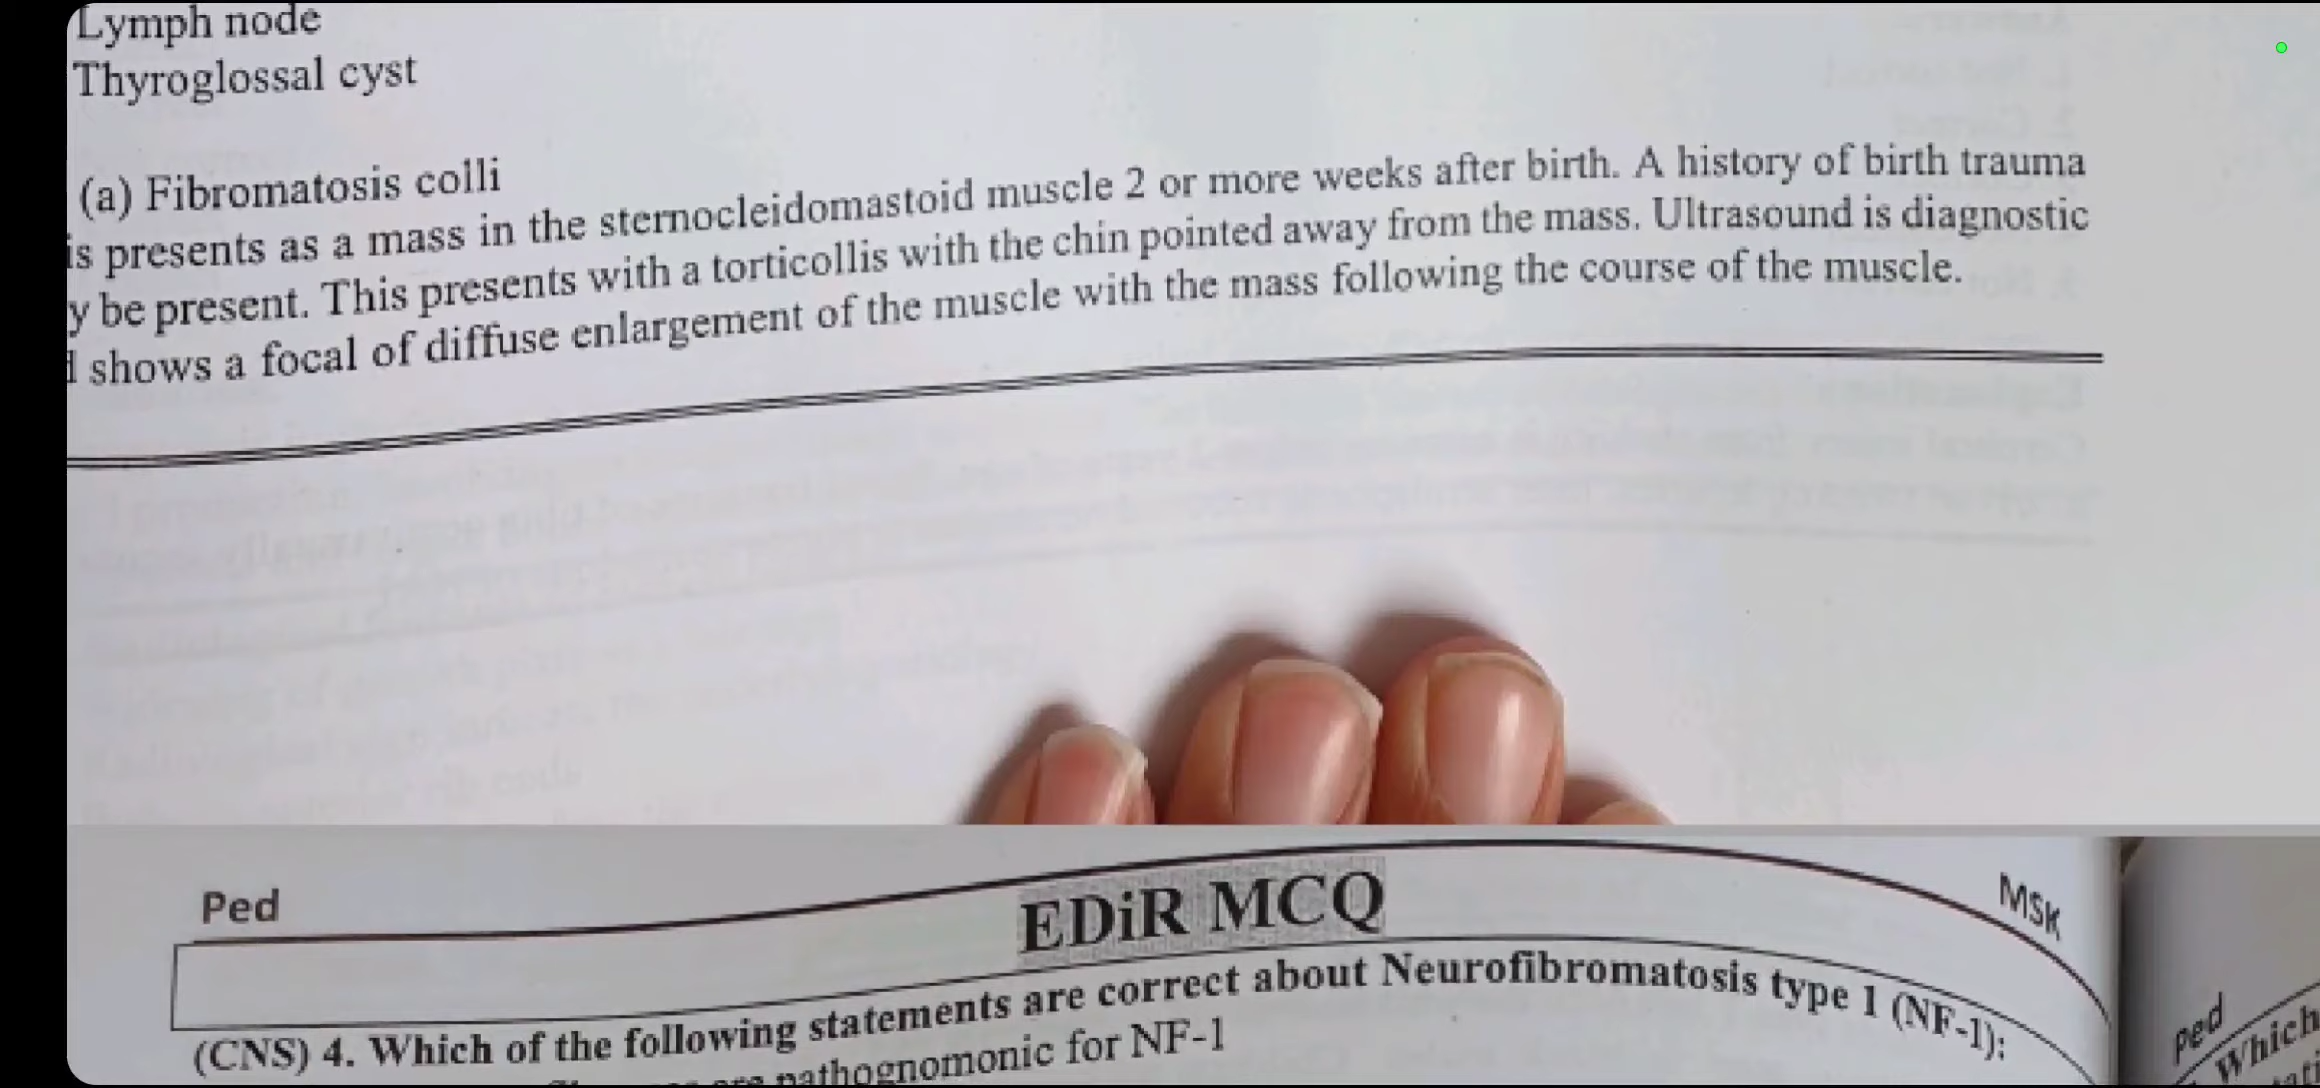 Lymph node
Thyroglossal cyst
(a) Fibromatosis colli
is presents as a mass in the sternocleidomastoid muscle 2 or more weeks after birth. A history of birth trauma
y be present. This presents with a torticollis with the chin pointed away from the mass. Ultrasound is diagnostic
shows a focal of diffuse enlargement of the muscle with the mass following the course of the muscle.
Ped
EDiR MCQ
MSK
(CNS) 4. Which of the following statements are correct about Neurofibromatosis type 1 (NF-1):
are pathognomonic for NF-1
Ped
Which